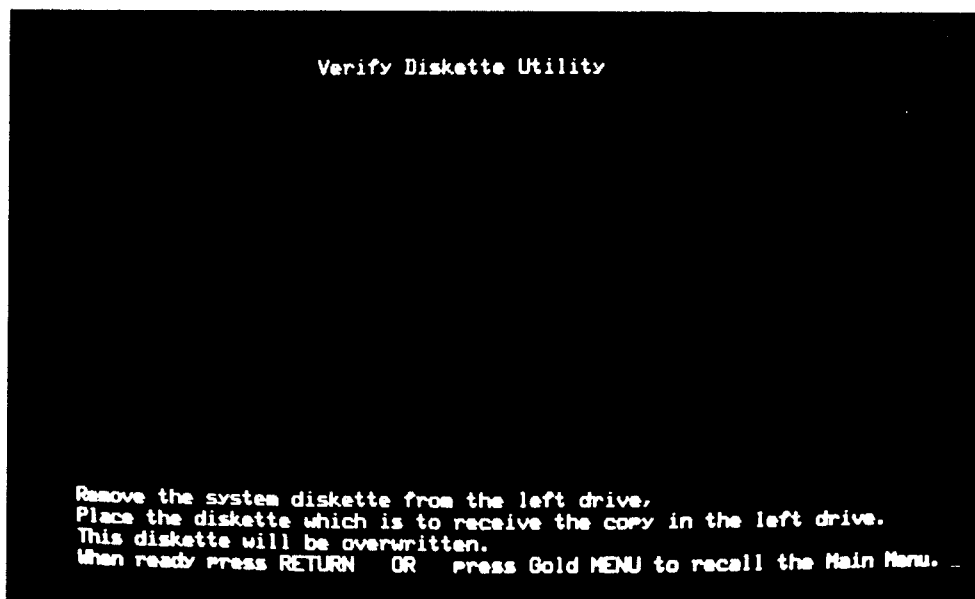 Verify Diskette Utility
Remove the system diskette from the left drive,
Place the diskette which is to receive the copy in the left drive.
This diskette will be overwritten.
When ready press RETURN OR press Gold MENU to recall the Main Menu. _